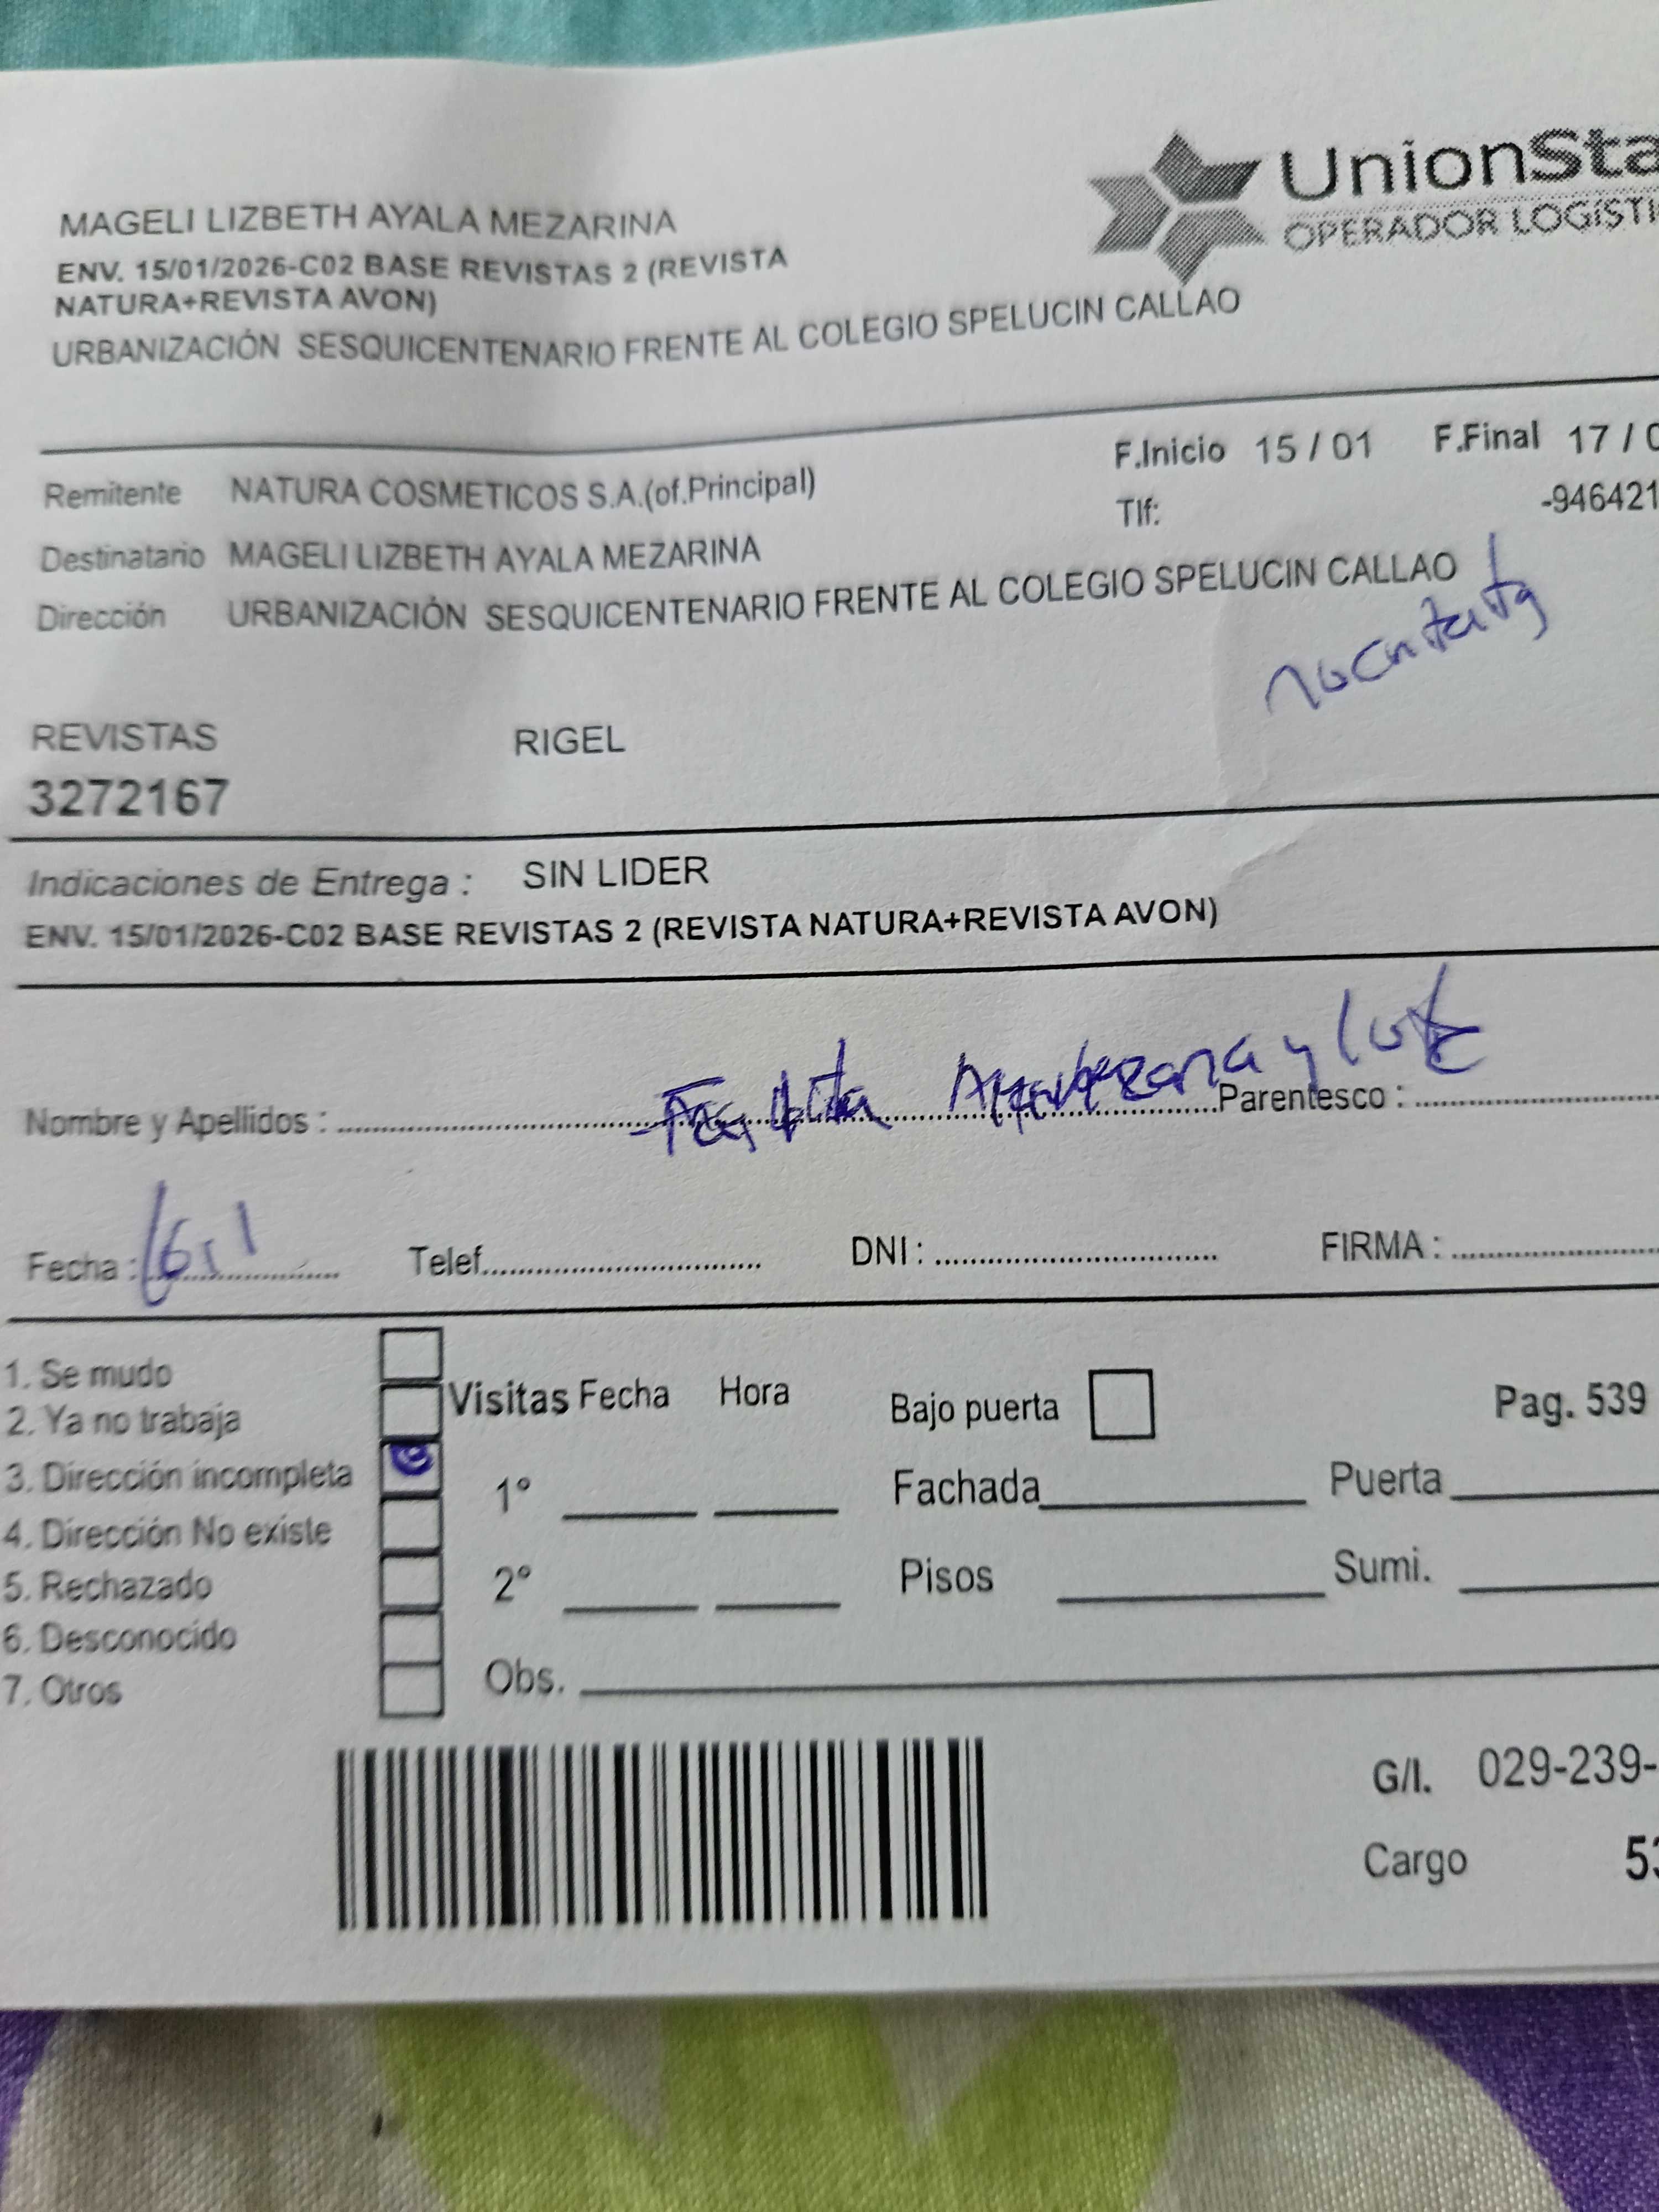 UnionSta
OPERADOR LOGÍSTI
MAGELI LIZBETH AYALA MEZARINA
ENV. 15/01/2026-C02 BASE REVISTAS 2 (REVISTA
NATURA+REVISTA AVON)
URBANIZACIÓN SESQUICENTENARIO FRENTE AL COLEGIO SPELUCIN CALLAO
F.Inicio 15 / 01 F.Final 17 / 0
Remitente NATURA COSMETICOS S.A.(of.Principal)
Tlf: -946421
Destinatario MAGELI LIZBETH AYALA MEZARINA
Dirección URBANIZACIÓN SESQUICENTENARIO FRENTE AL COLEGIO SPELUCIN CALLAO
REVISTAS RIGEL
3272167
Indicaciones de Entrega : SIN LIDER
ENV. 15/01/2026-C02 BASE REVISTAS 2 (REVISTA NATURA+REVISTA AVON)
Falta Manzana y lote
Nombre y Apellidos : Parentesco :
Fecha : 16.1 Telef. DNI : FIRMA :
1. Se mudo
2. Ya no trabaja
3. Dirección incompleta
4. Dirección No existe
5. Rechazado
6. Desconocido
7. Otros
Visitas Fecha Hora
1°
2°
Obs.
Bajo puerta Pag. 539
Fachada Puerta
Pisos Sumi.
G/I. 029-239-
Cargo 53